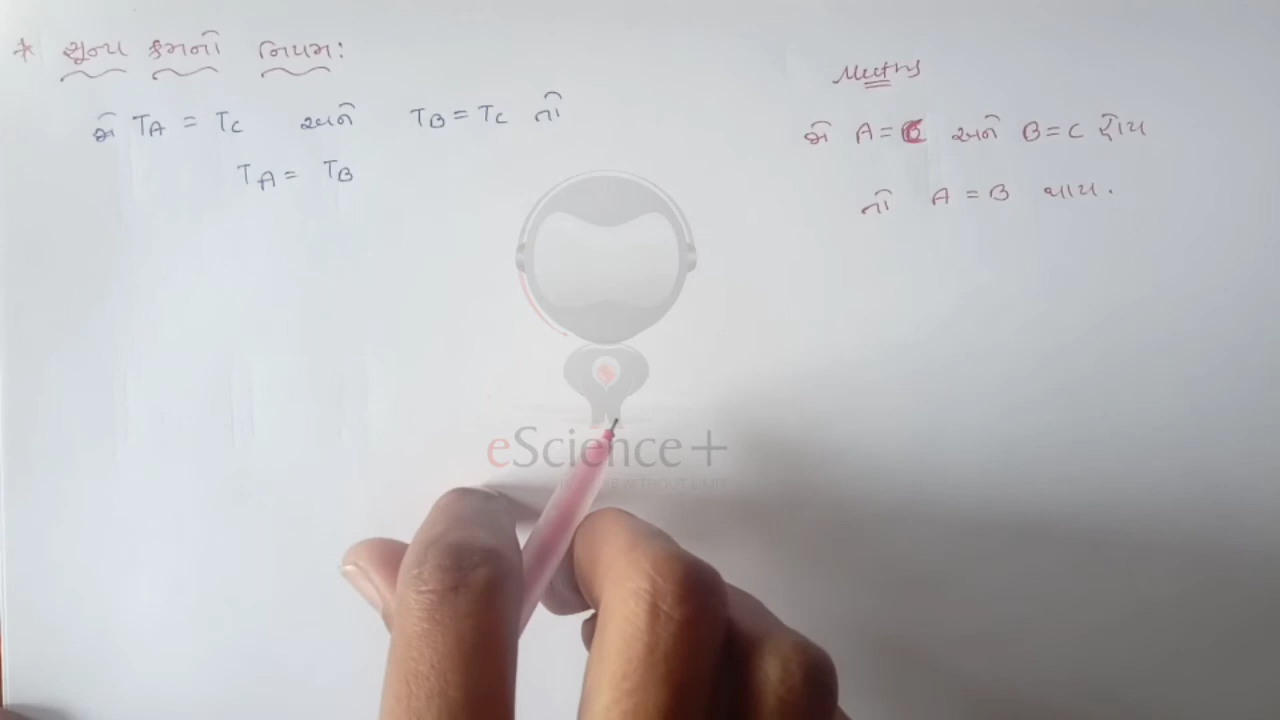 * શુન્ય ક્રમનો નિયમ:
જો TA = TC અને TB = TC તો
TA = TB
Maths
જો A = C અને B = C હોય
તો A = B થાય.
eScience+